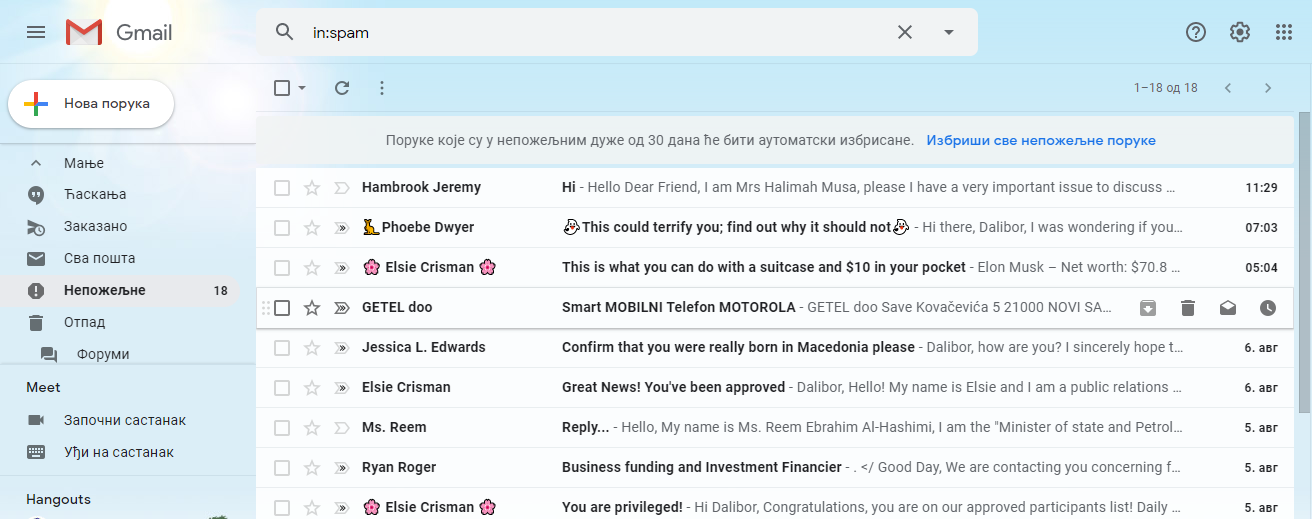 Gmail
in:spam
Нова порука
1–18 од 18
Поруке које су у непожељним дуже од 30 дана ће бити аутоматски избрисане. Избриши све непожељне поруке
Мање
Ћаскања
Заказано
Сва пошта
Непожељне 18
Отпад
Форуми
Meet
Започни састанак
Уђи на састанак
Hangouts
Hambrook Jeremy Hi - Hello Dear Friend, I am Mrs Halimah Musa, please I have a very important issue to discuss ... 11:29
Phoebe Dwyer This could terrify you; find out why it should not - Hi there, Dalibor, I was wondering if you... 07:03
Elsie Crisman This is what you can do with a suitcase and $10 in your pocket - Elon Musk – Net worth: $70.8 ... 05:04
GETEL doo Smart MOBILNI Telefon MOTOROLA - GETEL doo Save Kovačevića 5 21000 NOVI SA...
Jessica L. Edwards Confirm that you were really born in Macedonia please - Dalibor, how are you? I sincerely hope t... 6. авг
Elsie Crisman Great News! You've been approved - Dalibor, Hello! My name is Elsie and I am a public relations ... 6. авг
Ms. Reem Reply... - Hello, My name is Ms. Reem Ebrahim Al-Hashimi, I am the "Minister of state and Petrol... 5. авг
Ryan Roger Business funding and Investment Financier - . </ Good Day, We are contacting you concerning f... 5. авг
Elsie Crisman You are privileged! - Hi Dalibor, Congratulations, you are on our approved participants list! Daily ... 5. авг